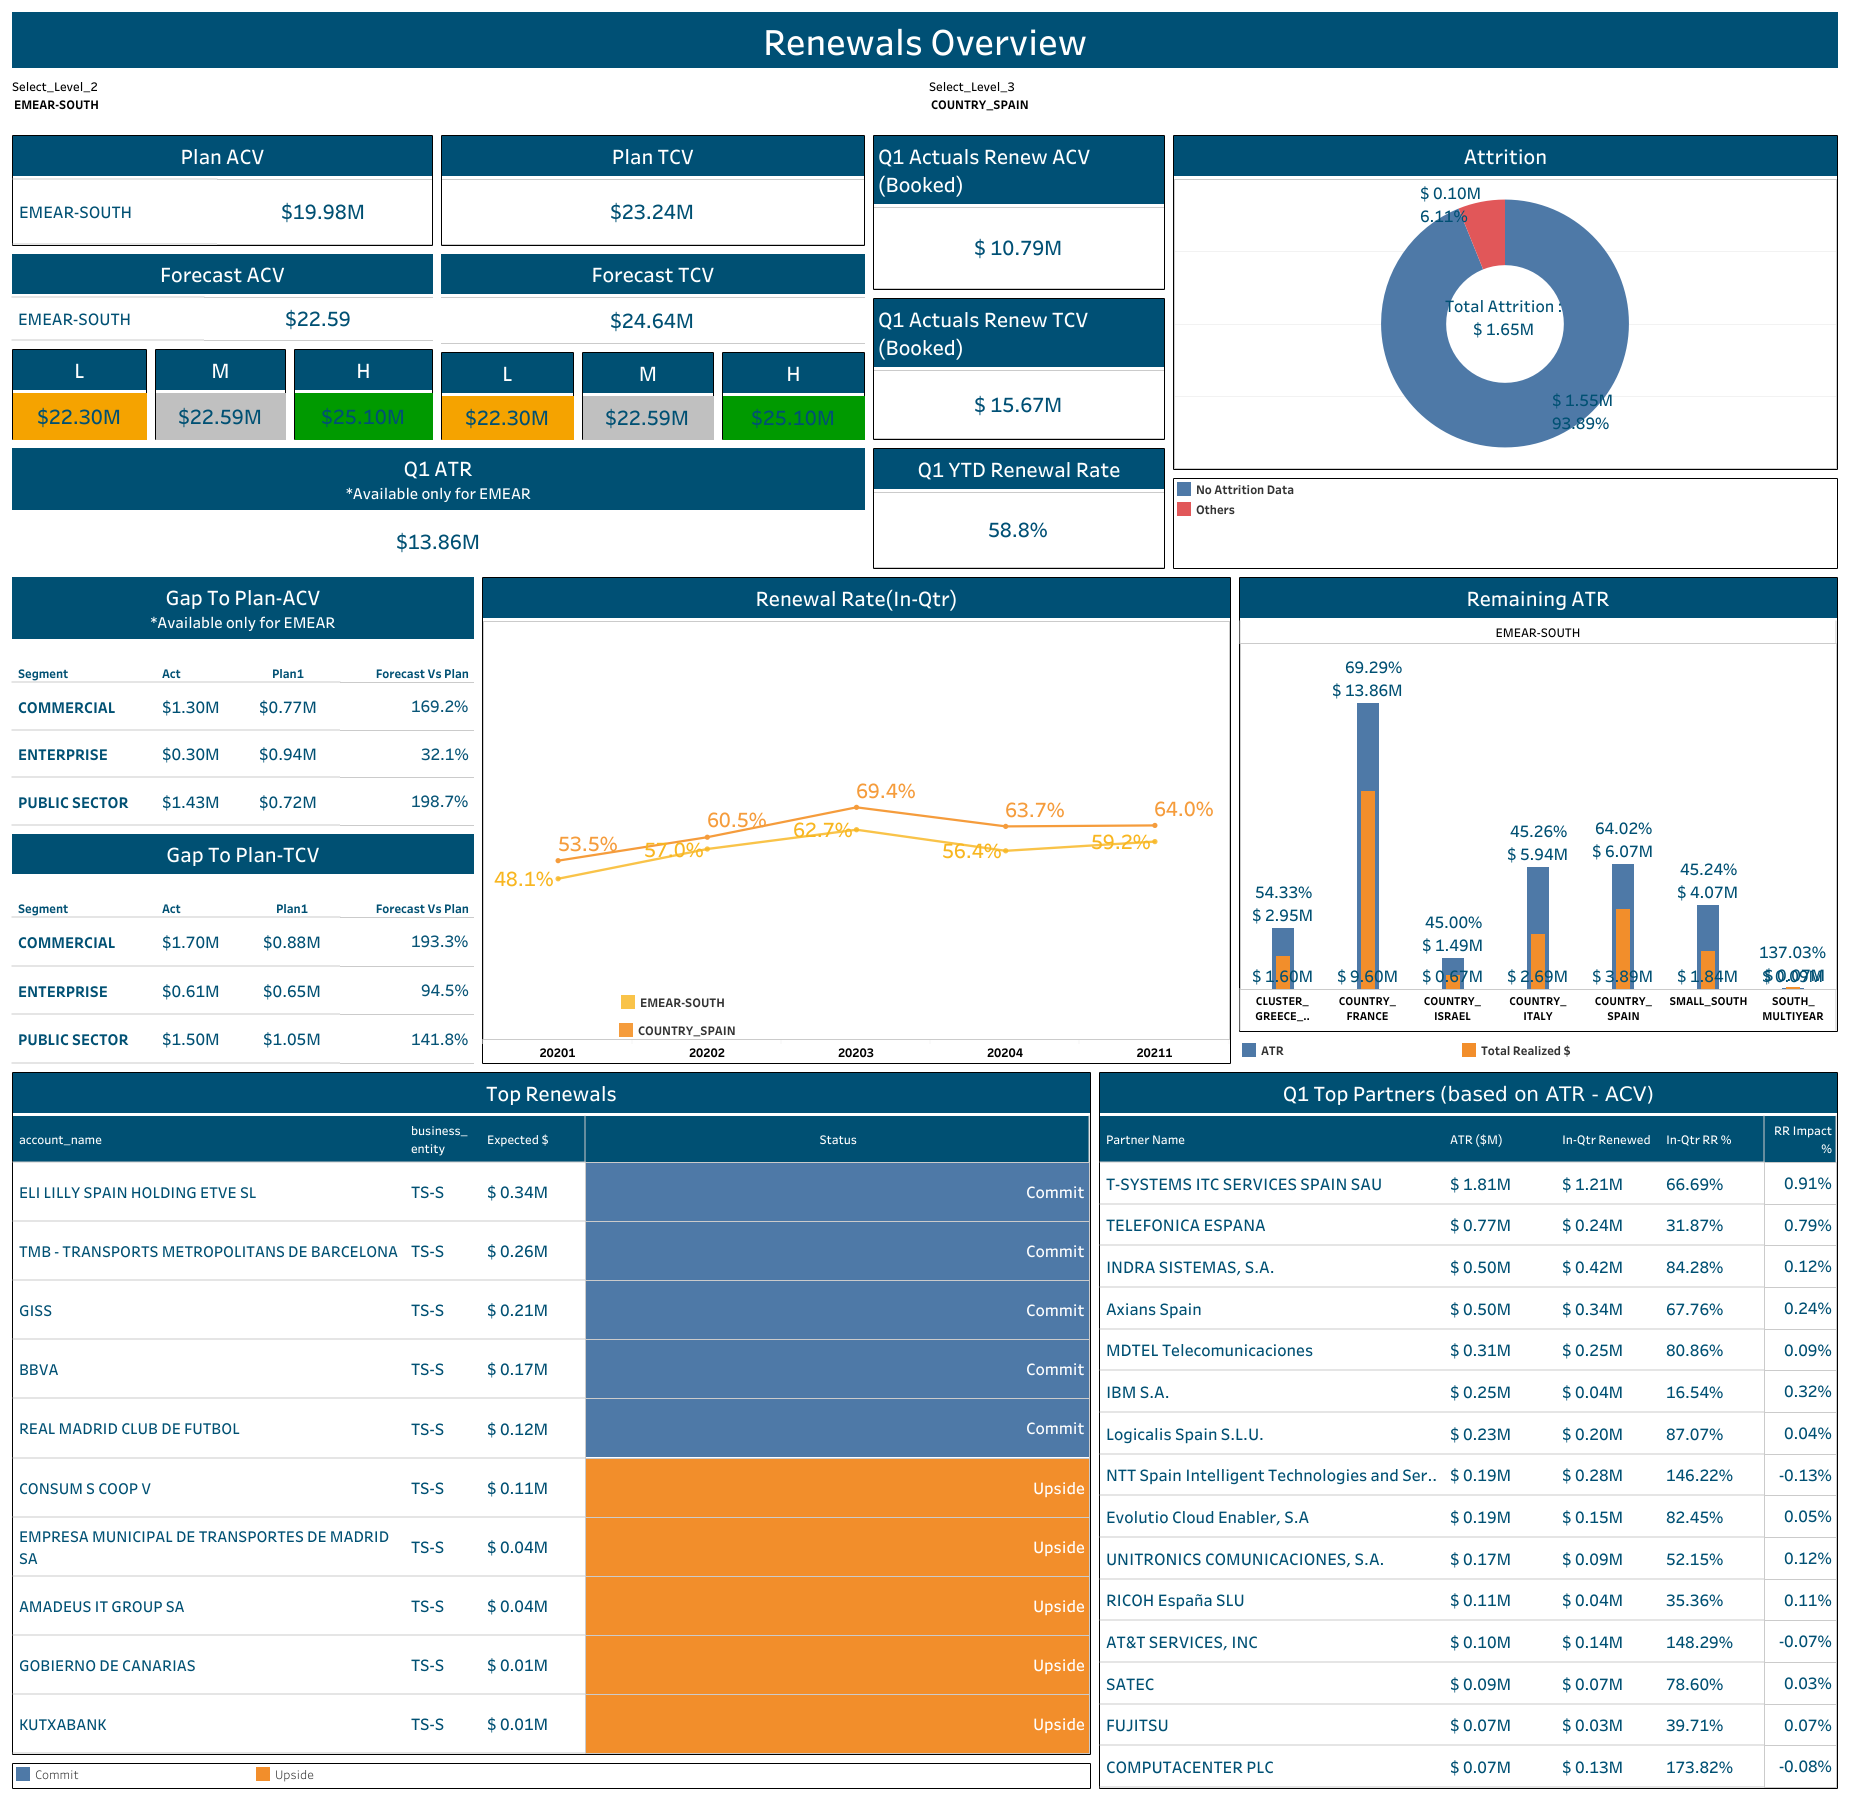 Renewals Overview
Select_Level_2
EMEAR-SOUTH
Select_Level_3
COUNTRY_SPAIN
Plan ACV
EMEAR-SOUTH $19.98M
Plan TCV
$23.24M
Q1 Actuals Renew ACV
(Booked)
$ 10.79M
Attrition
$ 0.10M
6.11%
Total Attrition :
$ 1.65M
$ 1.55M
93.89%
No Attrition Data
Others
Forecast ACV
EMEAR-SOUTH $22.59
Forecast TCV
$24.64M
Q1 Actuals Renew TCV
(Booked)
$ 15.67M
L M H
$22.30M $22.59M $25.10M
L M H
$22.30M $22.59M $25.10M
Q1 ATR
*Available only for EMEAR
$13.86M
Q1 YTD Renewal Rate
58.8%
Gap To Plan-ACV
*Available only for EMEAR
Segment Act Plan1 Forecast Vs Plan
COMMERCIAL $1.30M $0.77M 169.2%
ENTERPRISE $0.30M $0.94M 32.1%
PUBLIC SECTOR $1.43M $0.72M 198.7%
Gap To Plan-TCV
Segment Act Plan1 Forecast Vs Plan
COMMERCIAL $1.70M $0.88M 193.3%
ENTERPRISE $0.61M $0.65M 94.5%
PUBLIC SECTOR $1.50M $1.05M 141.8%
Renewal Rate(In-Qtr)
53.5% 60.5% 69.4% 63.7% 64.0%
48.1% 57.0% 62.7% 56.4% 59.2%
EMEAR-SOUTH
COUNTRY_SPAIN
20201 20202 20203 20204 20211
Remaining ATR
EMEAR-SOUTH
54.33% 69.29% 45.00% 45.26% 64.02% 45.24% 137.03%
$ 2.95M $ 13.86M $ 1.49M $ 5.94M $ 6.07M $ 4.07M $ 0.07M
$ 1.60M $ 9.60M $ 0.67M $ 2.69M $ 3.89M $ 1.84M $ 0.09M
CLUSTER_ COUNTRY_ COUNTRY_ COUNTRY_ COUNTRY_ SMALL_SOUTH SOUTH_
GREECE_.. FRANCE ISRAEL ITALY SPAIN MULTIYEAR
ATR Total Realized $
Top Renewals
account_name business_
entity Expected $ Status
ELI LILLY SPAIN HOLDING ETVE SL TS-S $ 0.34M Commit
TMB - TRANSPORTS METROPOLITANS DE BARCELONA TS-S $ 0.26M Commit
GISS TS-S $ 0.21M Commit
BBVA TS-S $ 0.17M Commit
REAL MADRID CLUB DE FUTBOL TS-S $ 0.12M Commit
CONSUM S COOP V TS-S $ 0.11M Upside
EMPRESA MUNICIPAL DE TRANSPORTES DE MADRID
SA TS-S $ 0.04M Upside
AMADEUS IT GROUP SA TS-S $ 0.04M Upside
GOBIERNO DE CANARIAS TS-S $ 0.01M Upside
KUTXABANK TS-S $ 0.01M Upside
Commit Upside
Q1 Top Partners (based on ATR - ACV)
Partner Name ATR ($M) In-Qtr Renewed In-Qtr RR % RR Impact
%
T-SYSTEMS ITC SERVICES SPAIN SAU $ 1.81M $ 1.21M 66.69% 0.91%
TELEFONICA ESPANA $ 0.77M $ 0.24M 31.87% 0.79%
INDRA SISTEMAS, S.A. $ 0.50M $ 0.42M 84.28% 0.12%
Axians Spain $ 0.50M $ 0.34M 67.76% 0.24%
MDTEL Telecomunicaciones $ 0.31M $ 0.25M 80.86% 0.09%
IBM S.A. $ 0.25M $ 0.04M 16.54% 0.32%
Logicalis Spain S.L.U. $ 0.23M $ 0.20M 87.07% 0.04%
NTT Spain Intelligent Technologies and Ser.. $ 0.19M $ 0.28M 146.22% -0.13%
Evolutio Cloud Enabler, S.A $ 0.19M $ 0.15M 82.45% 0.05%
UNITRONICS COMUNICACIONES, S.A. $ 0.17M $ 0.09M 52.15% 0.12%
RICOH España SLU $ 0.11M $ 0.04M 35.36% 0.11%
AT&T SERVICES, INC $ 0.10M $ 0.14M 148.29% -0.07%
SATEC $ 0.09M $ 0.07M 78.60% 0.03%
FUJITSU $ 0.07M $ 0.03M 39.71% 0.07%
COMPUTACENTER PLC $ 0.07M $ 0.13M 173.82% -0.08%